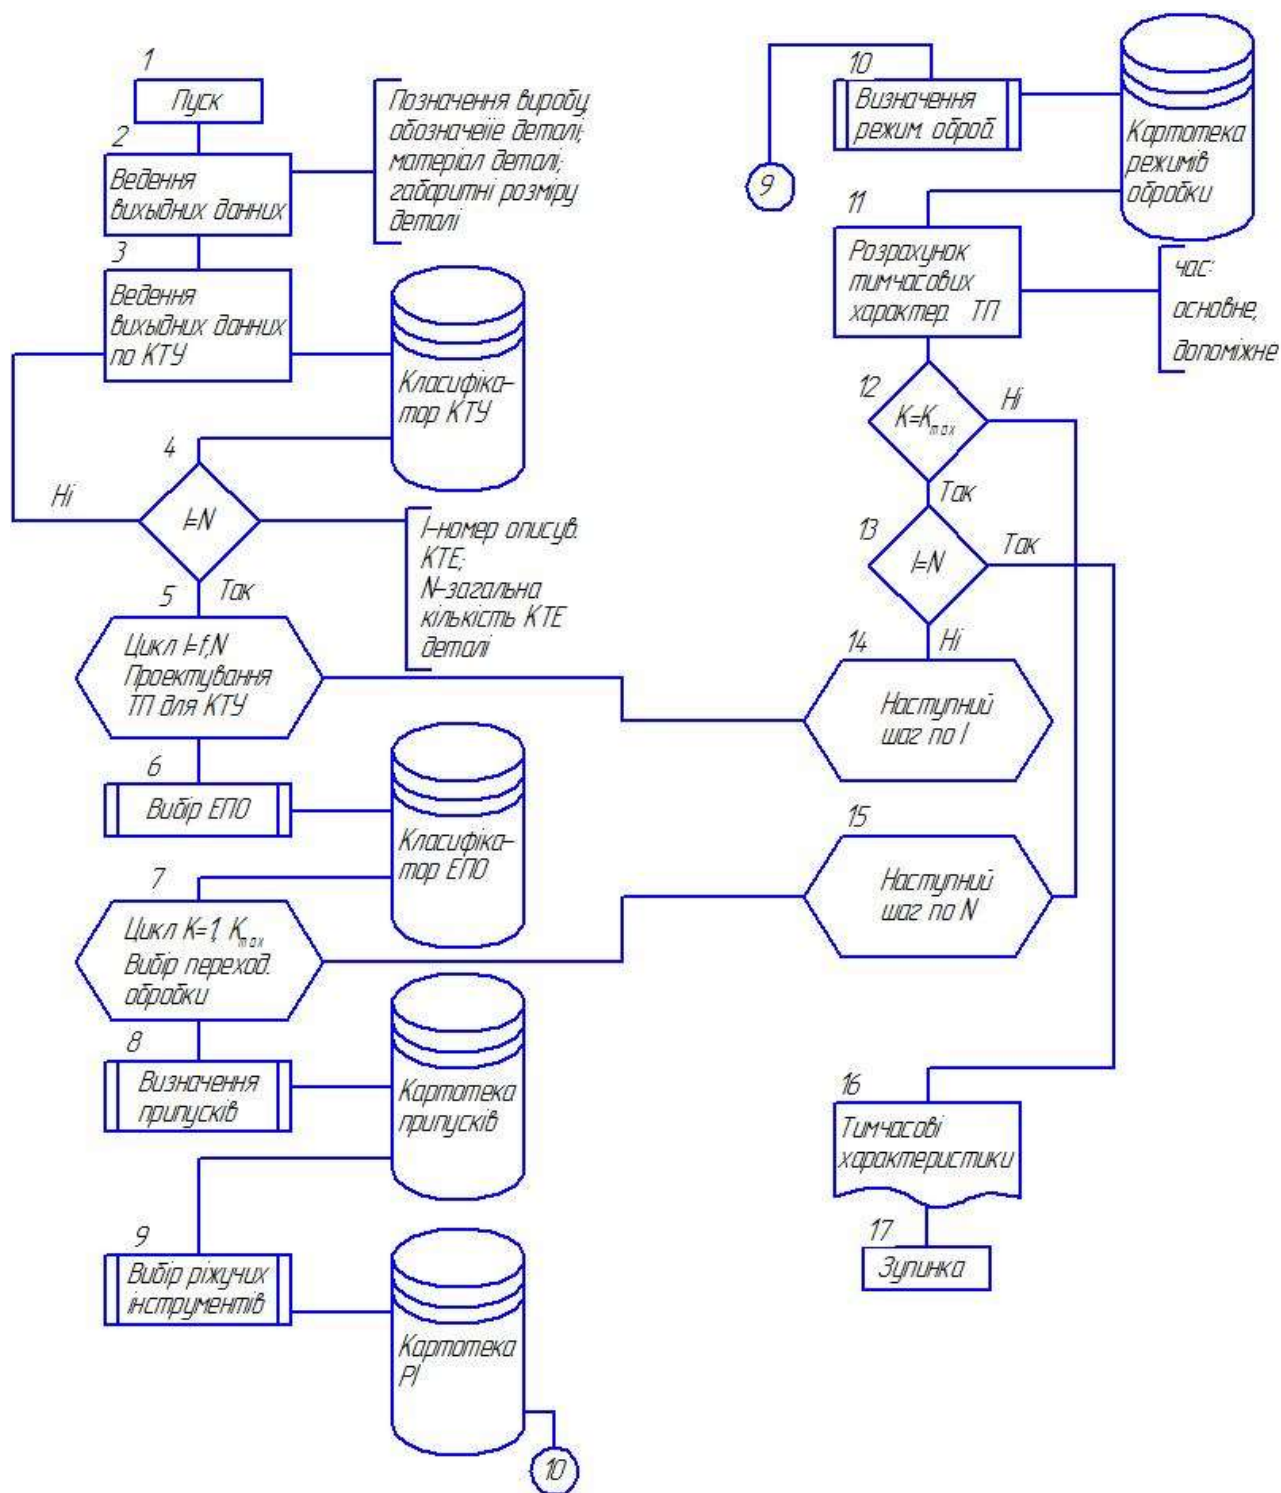 1
Пуск
2
Ведення
вихыдних данних
Позначення виробу,
обозначеіїе деталі;
матеріал деталі;
габаритні розміру
деталі
3
Ведення
вихыдних данних
по КТУ
Класифіка-
тор КТУ
4
I=N
Ні
Так
I-номер описув.
КТЕ;
N-загальна
кількість КТЕ
деталі
5
Цикл I=f,N
Проектування
ТП для КТУ
6
Вибір ЕПО
Класифіка-
тор ЕПО
7
Цикл K=1, Kmax
Вибір переход.
обробки
8
Визначення
припусків
Картотека
припусків
9
Вибір ріжучих
інструментів
Картотека
РІ
10
9
10
Визначення
режим. оброб.
Картотека
режимів
обробки
11
Розрахунок
тимчасових
характер. ТП
час:
основне,
допоміжне
12
K=Kmax
Ні
Так
13
I=N
Так
Ні
14
Наступний
шаг по I
15
Наступний
шаг по N
16
Тимчасові
характеристики
17
Зупинка